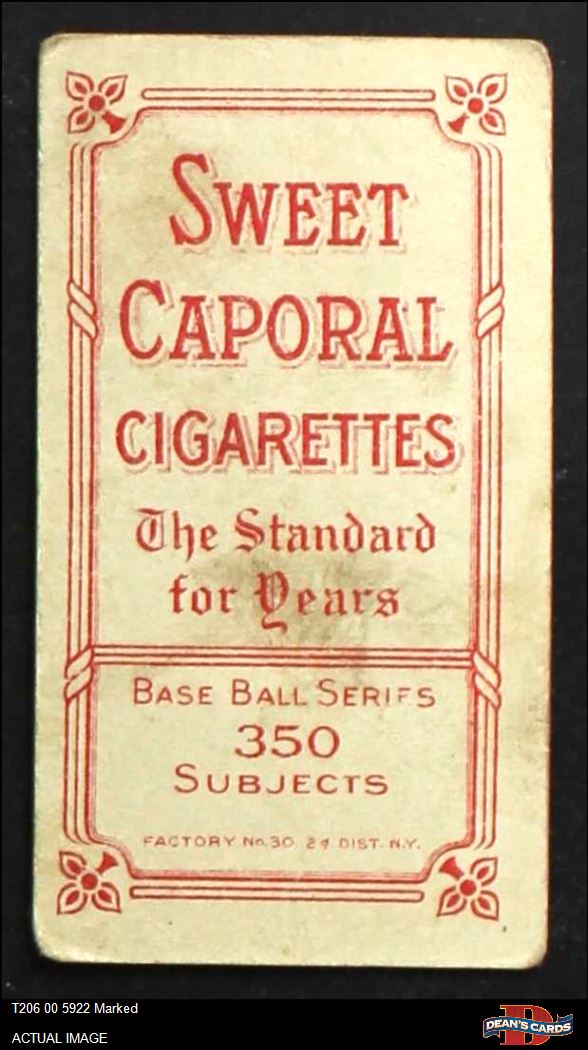 SWEET
CAPORAL
CIGARETTES
The Standard
for Years
BASE BALL SERIES
350
SUBJECTS
FACTORY No. 30. 2d DIST. N.Y.
T206 00 5922 Marked
ACTUAL IMAGE
D
DEAN'S CARDS